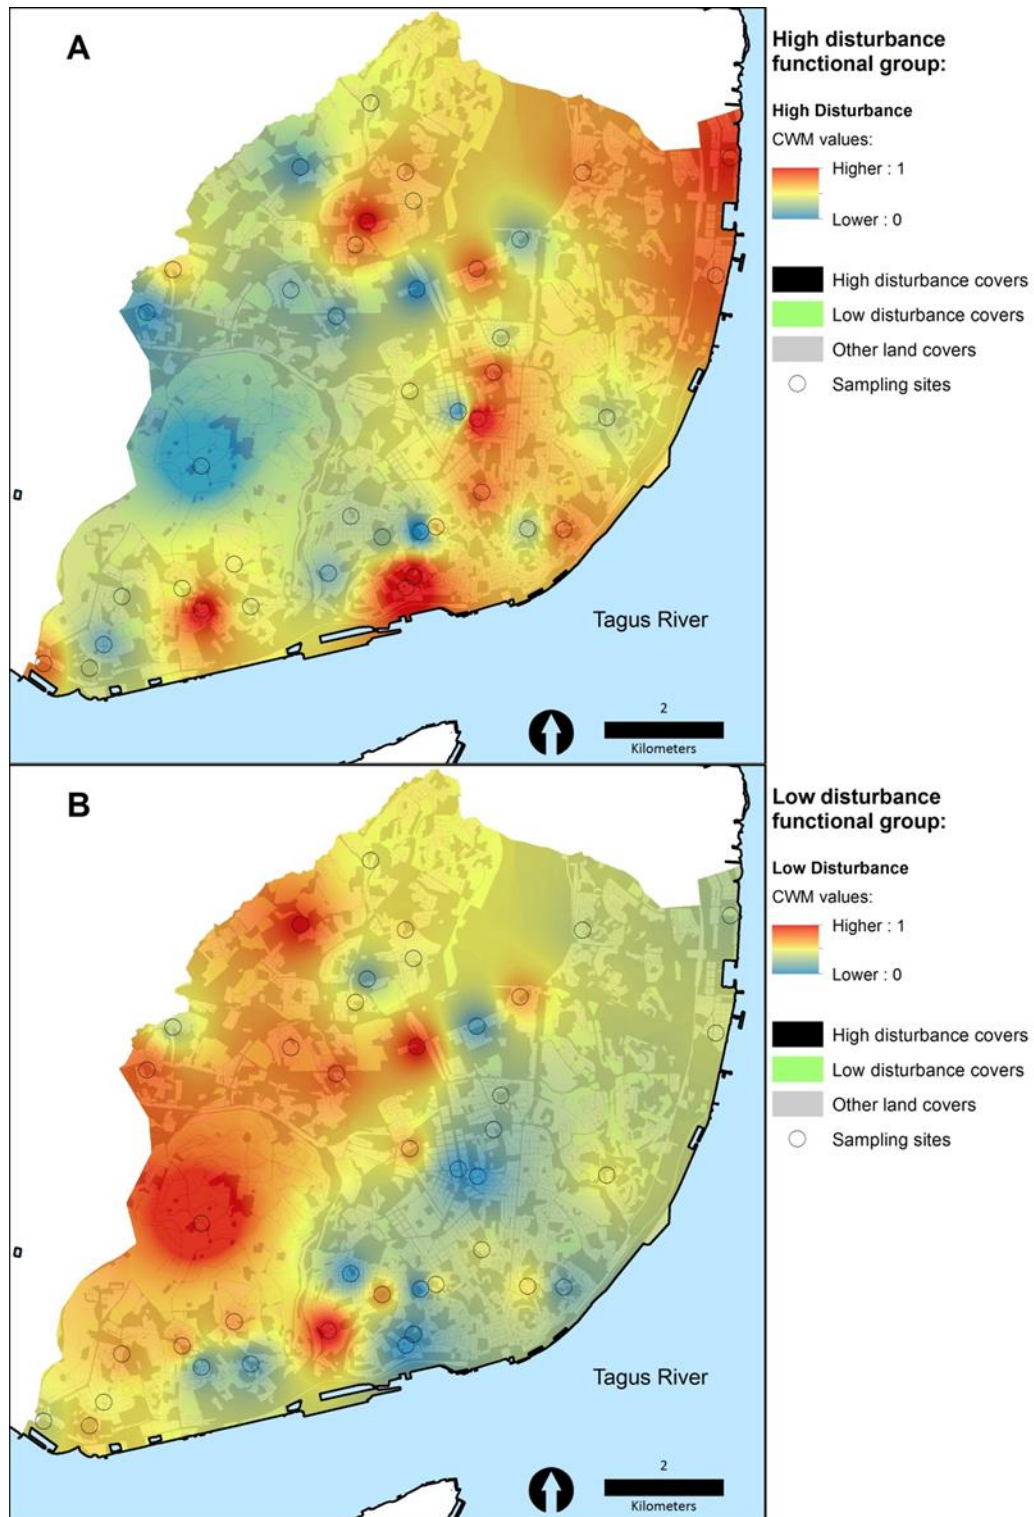 A
High disturbance
functional group:
High Disturbance
CWM values:
Higher : 1
Lower : 0
High disturbance covers
Low disturbance covers
Other land covers
Sampling sites
Tagus River
2
Kilometers
B
Low disturbance
functional group:
Low Disturbance
CWM values:
Higher : 1
Lower : 0
High disturbance covers
Low disturbance covers
Other land covers
Sampling sites
Tagus River
2
Kilometers